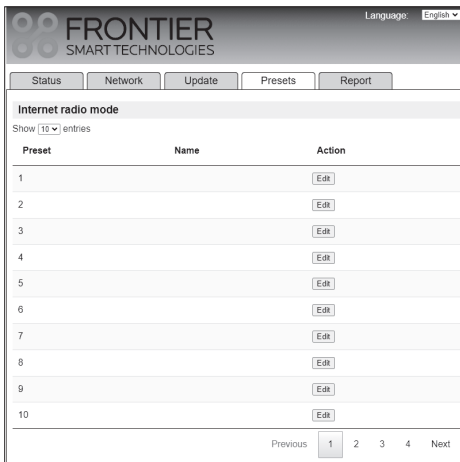 Language: English
FRONTIER
SMART TECHNOLOGIES
Status Network Update Presets Report
Internet radio mode
Show 10 entries
Preset Name Action
1 Edit
2 Edit
3 Edit
4 Edit
5 Edit
6 Edit
7 Edit
8 Edit
9 Edit
10 Edit
Previous 1 2 3 4 Next